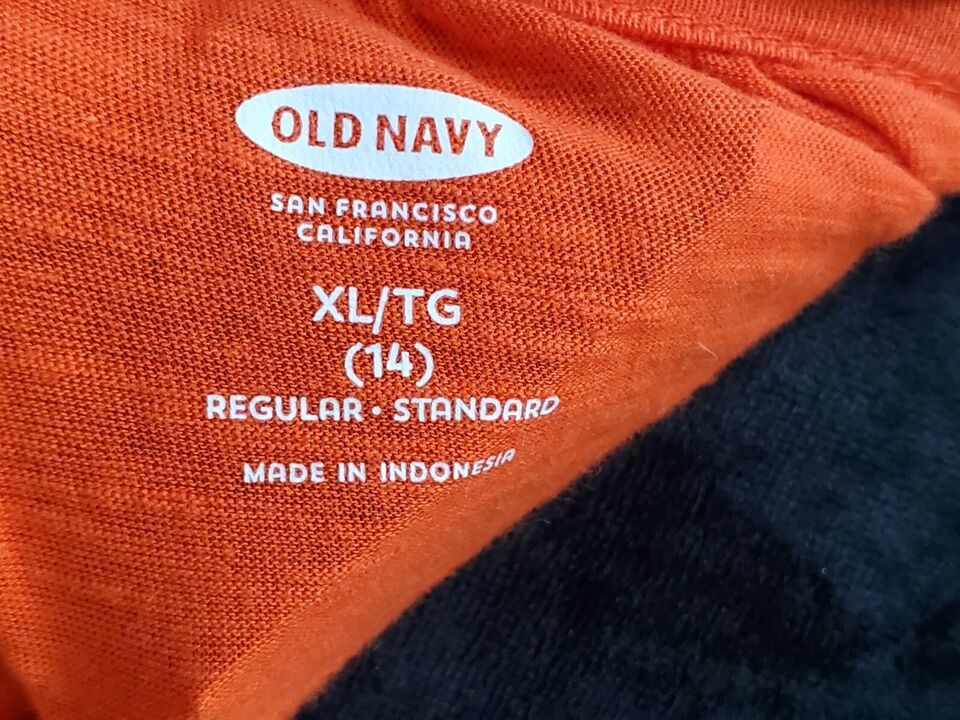 OLD NAVY
SAN FRANCISCO
CALIFORNIA
XL/TG
(14)
REGULAR • STANDARD
MADE IN INDONESIA